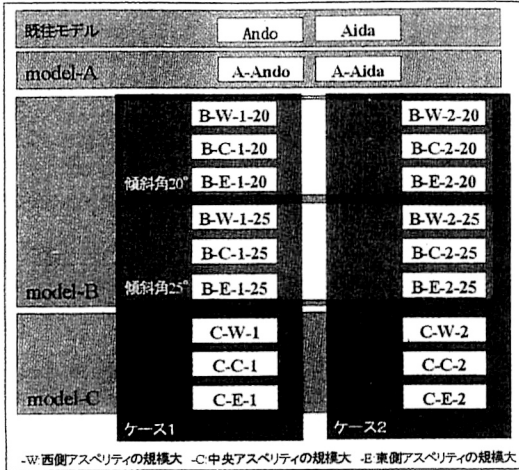 既往モデル Ando Aida
model-A A-Ando A-Aida
B-W-1-20 B-W-2-20
B-C-1-20 B-C-2-20
傾斜角20° B-E-1-20 B-E-2-20
B-W-1-25 B-W-2-25
B-C-1-25 B-C-2-25
model-B 傾斜角25° B-E-1-25 B-E-2-25
C-W-1 C-W-2
C-C-1 C-C-2
model-C C-E-1 C-E-2
ケース1 ケース2
-W:西側アスペリティの規模大 -C:中央アスペリティの規模大 -E:東側アスペリティの規模大